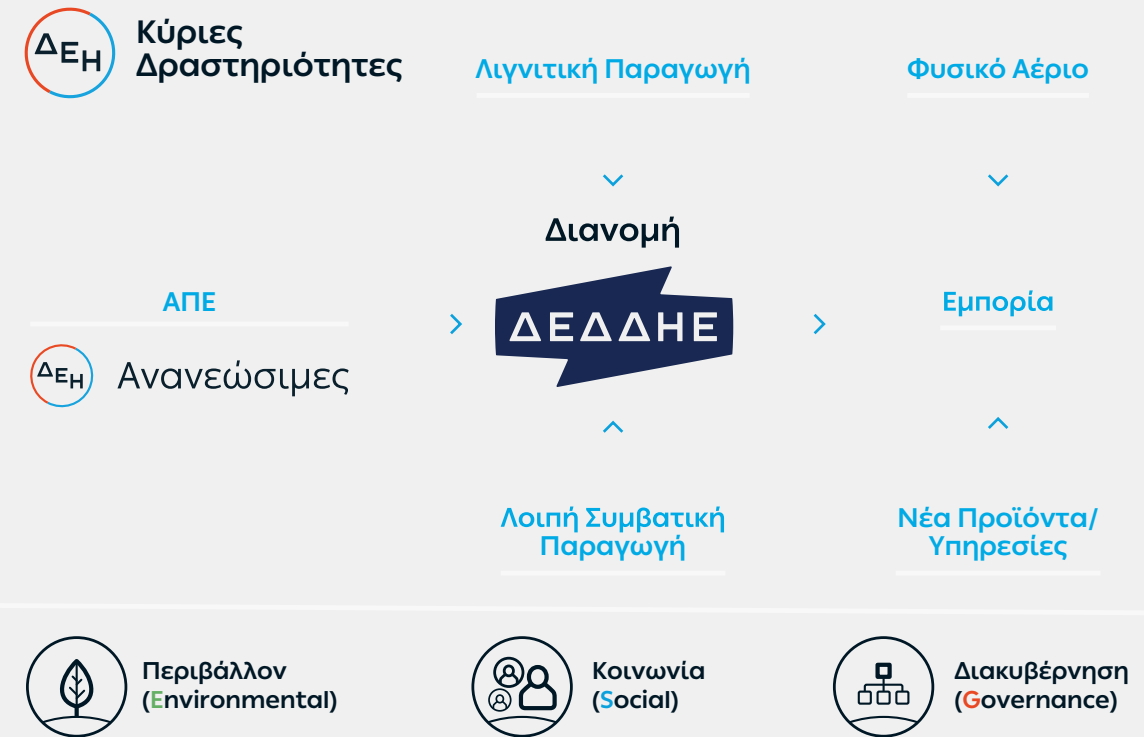 ΔΕΗ
Κύριες
Δραστηριότητες
Λιγνιτική Παραγωγή
Φυσικό Αέριο
Διανομή
ΑΠΕ
ΔΕΔΔΗΕ
Εμπορία
ΔΕΗ
Ανανεώσιμες
Λοιπή Συμβατική
Παραγωγή
Νέα Προϊόντα/
Υπηρεσίες
Περιβάλλον
(Environmental)
Κοινωνία
(Social)
Διακυβέρνηση
(Governance)